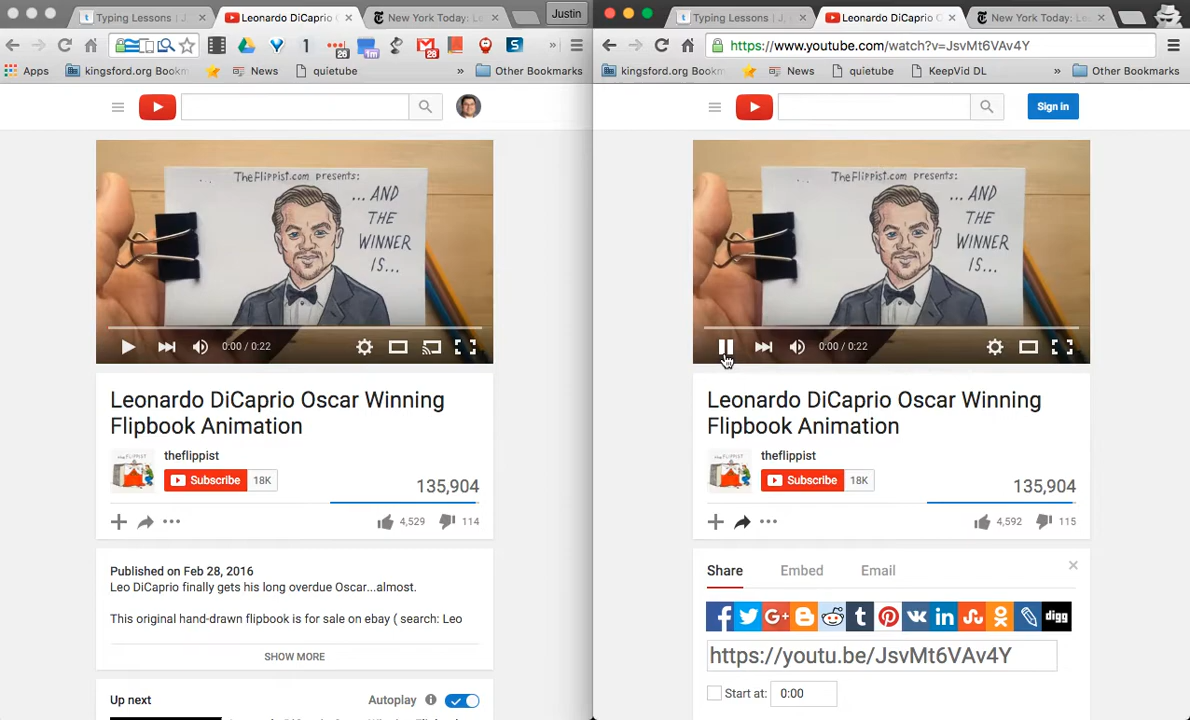 Typing Lessons | J
Leonardo DiCaprio
New York Today: L
Justin
26
1m
28
Apps
kingsford.org Bookm
News
quietube
»
Other Bookmarks
TheFlippist.com presents:
... AND
THE
WINNER
IS...
0:00 / 0:22
Leonardo DiCaprio Oscar Winning
Flipbook Animation
theflippist
Subscribe
18K
135,904
4,529
114
Published on Feb 28, 2016
Leo DiCaprio finally gets his long overdue Oscar...almost.
This original hand-drawn flipbook is for sale on ebay ( search: Leo
SHOW MORE
Up next
Autoplay
Typing Lessons | J
Leonardo DiCaprio O
New York Today: L
https://www.youtube.com/watch?v=JsvMt6VAv4Y
kingsford.org Bookm
News
quietube
KeepVid DL
»
Other Bookmarks
Sign in
TheFlippist.com presents:
... AND
THE
WINNER
IS...
0:00 / 0:22
Leonardo DiCaprio Oscar Winning
Flipbook Animation
theflippist
Subscribe
18K
135,904
4,592
115
Share
Embed
Email
digg
https://youtu.be/JsvMt6VAv4Y
Start at:
0:00